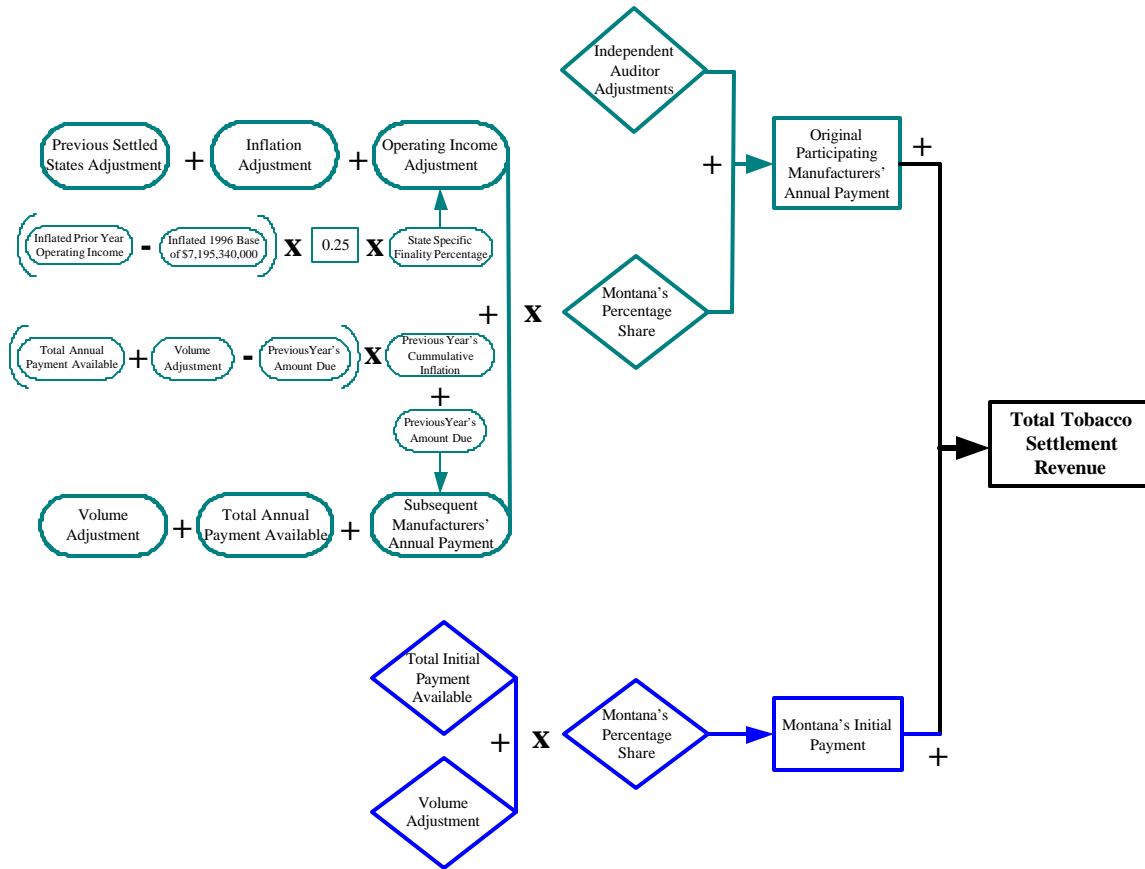 Independent
Auditor
Adjustments
Previous Settled
States Adjustment
+
Inflation
Adjustment
+
Operating Income
Adjustment
+
Original
Participating
Manufacturers'
Annual Payment
+
Inflated Prior Year
Operating Income
-
Inflated 1996 Base
of $7,195,340,000
x
0.25
x
State Specific
Finality Percentage
+
x
Montana's
Percentage
Share
Total Annual
Payment Available
+
Volume
Adjustment
-
PreviousYear's
Amount Due
x
Previous Year's
Cummulative
Inflation
+
PreviousYear's
Amount Due
Total Tobacco
Settlement
Revenue
Volume
Adjustment
+
Total Annual
Payment Available
+
Subsequent
Manufacturers'
Annual Payment
Total Initial
Payment
Available
+
x
Montana's
Percentage
Share
Montana's Initial
Payment
+
Volume
Adjustment